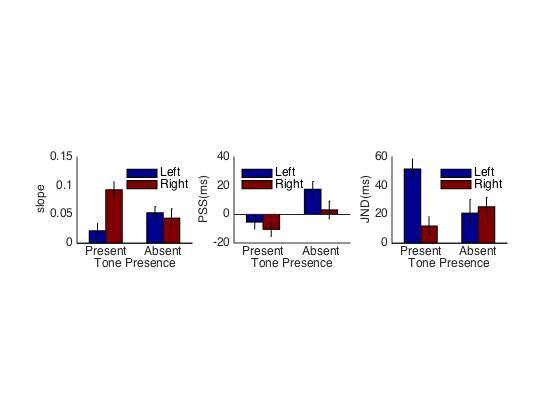 slope
0.15
0.1
0.05
0
Left
Right
Present Absent
Tone Presence
PSS(ms)
40
20
0
-20
Left
Right
Present Absent
Tone Presence
JND(ms)
60
40
20
0
Left
Right
Present Absent
Tone Presence